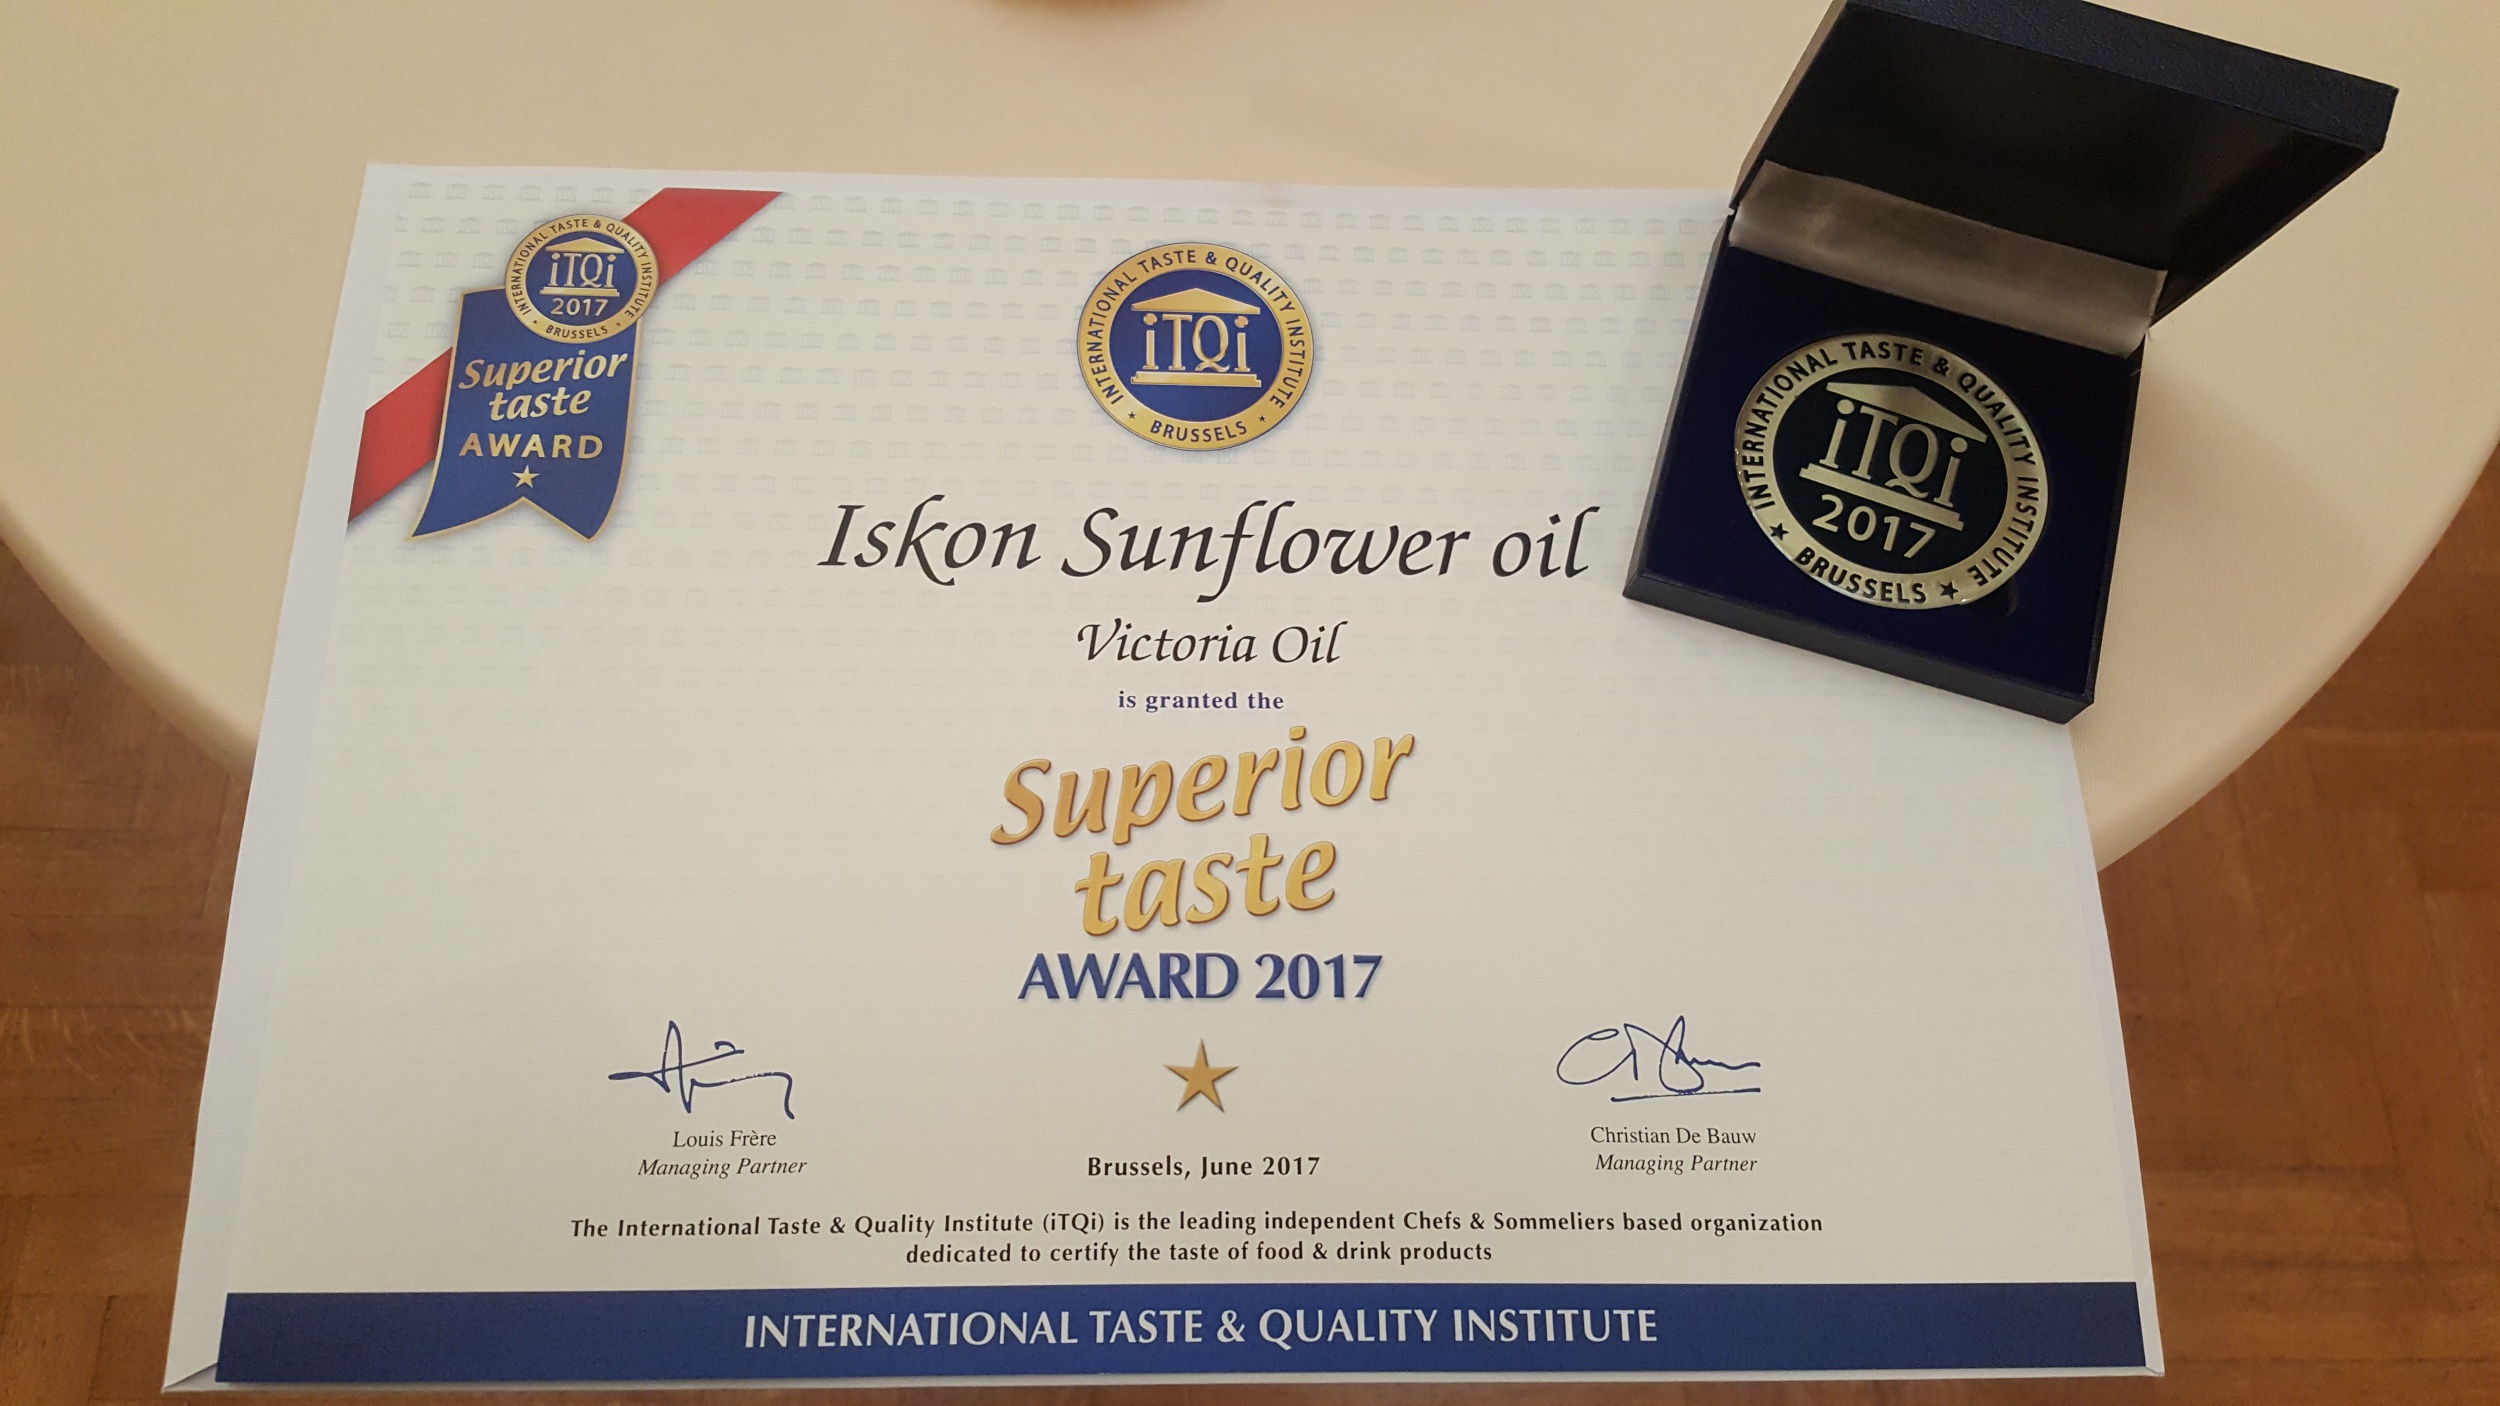 INTERNATIONAL TASTE & QUALITY INSTITUTE
iTQi
2017
★ BRUSSELS ★
Superior
taste
AWARD
INTERNATIONAL TASTE & QUALITY INSTITUTE
iTQi
★ BRUSSELS ★
INTERNATIONAL TASTE & QUALITY INSTITUTE
iTQi
2017
★ BRUSSELS ★
Iskon Sunflower oil
Victoria Oil
is granted the
Superior
taste
AWARD 2017
Louis Frère
Managing Partner
Brussels, June 2017
Christian De Bauw
Managing Partner
The International Taste & Quality Institute (iTQi) is the leading independent Chefs & Sommeliers based organization
dedicated to certify the taste of food & drink products
INTERNATIONAL TASTE & QUALITY INSTITUTE